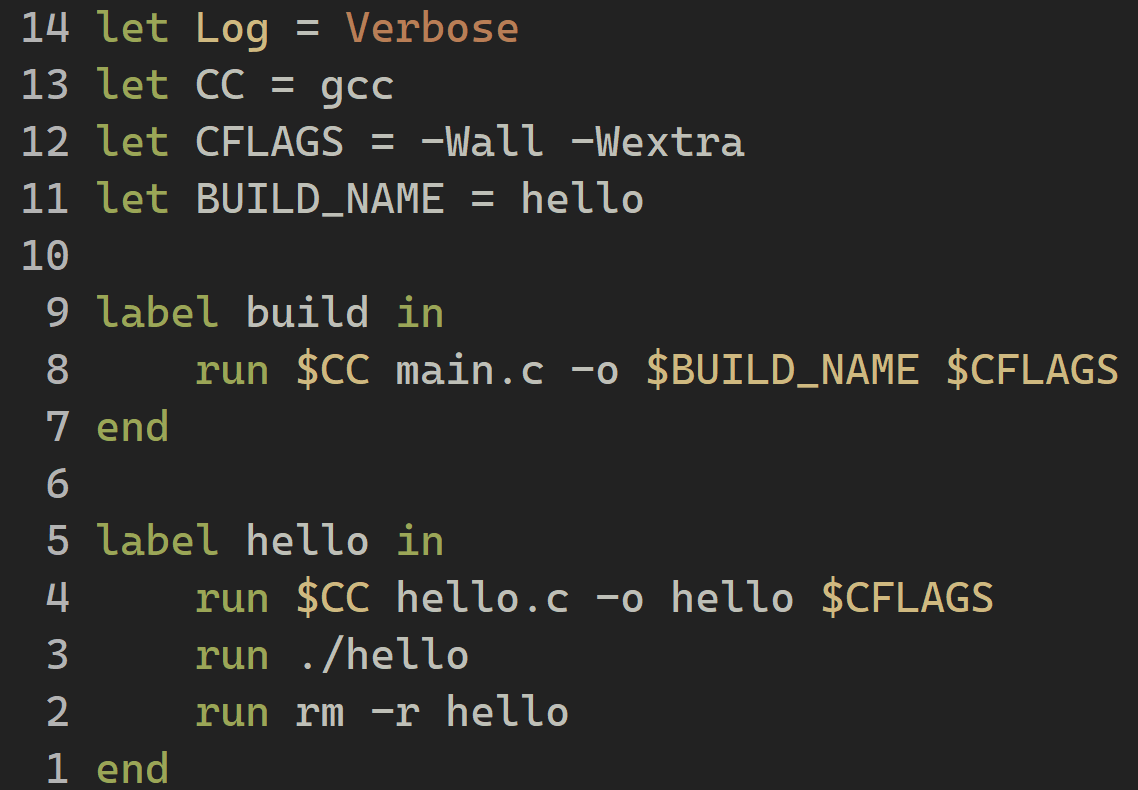 14 let Log = Verbose
13 let CC = gcc
12 let CFLAGS = -Wall -Wextra
11 let BUILD_NAME = hello
10
9 label build in
8     run $CC main.c -o $BUILD_NAME $CFLAGS
7 end
6
5 label hello in
4     run $CC hello.c -o hello $CFLAGS
3     run ./hello
2     run rm -r hello
1 end